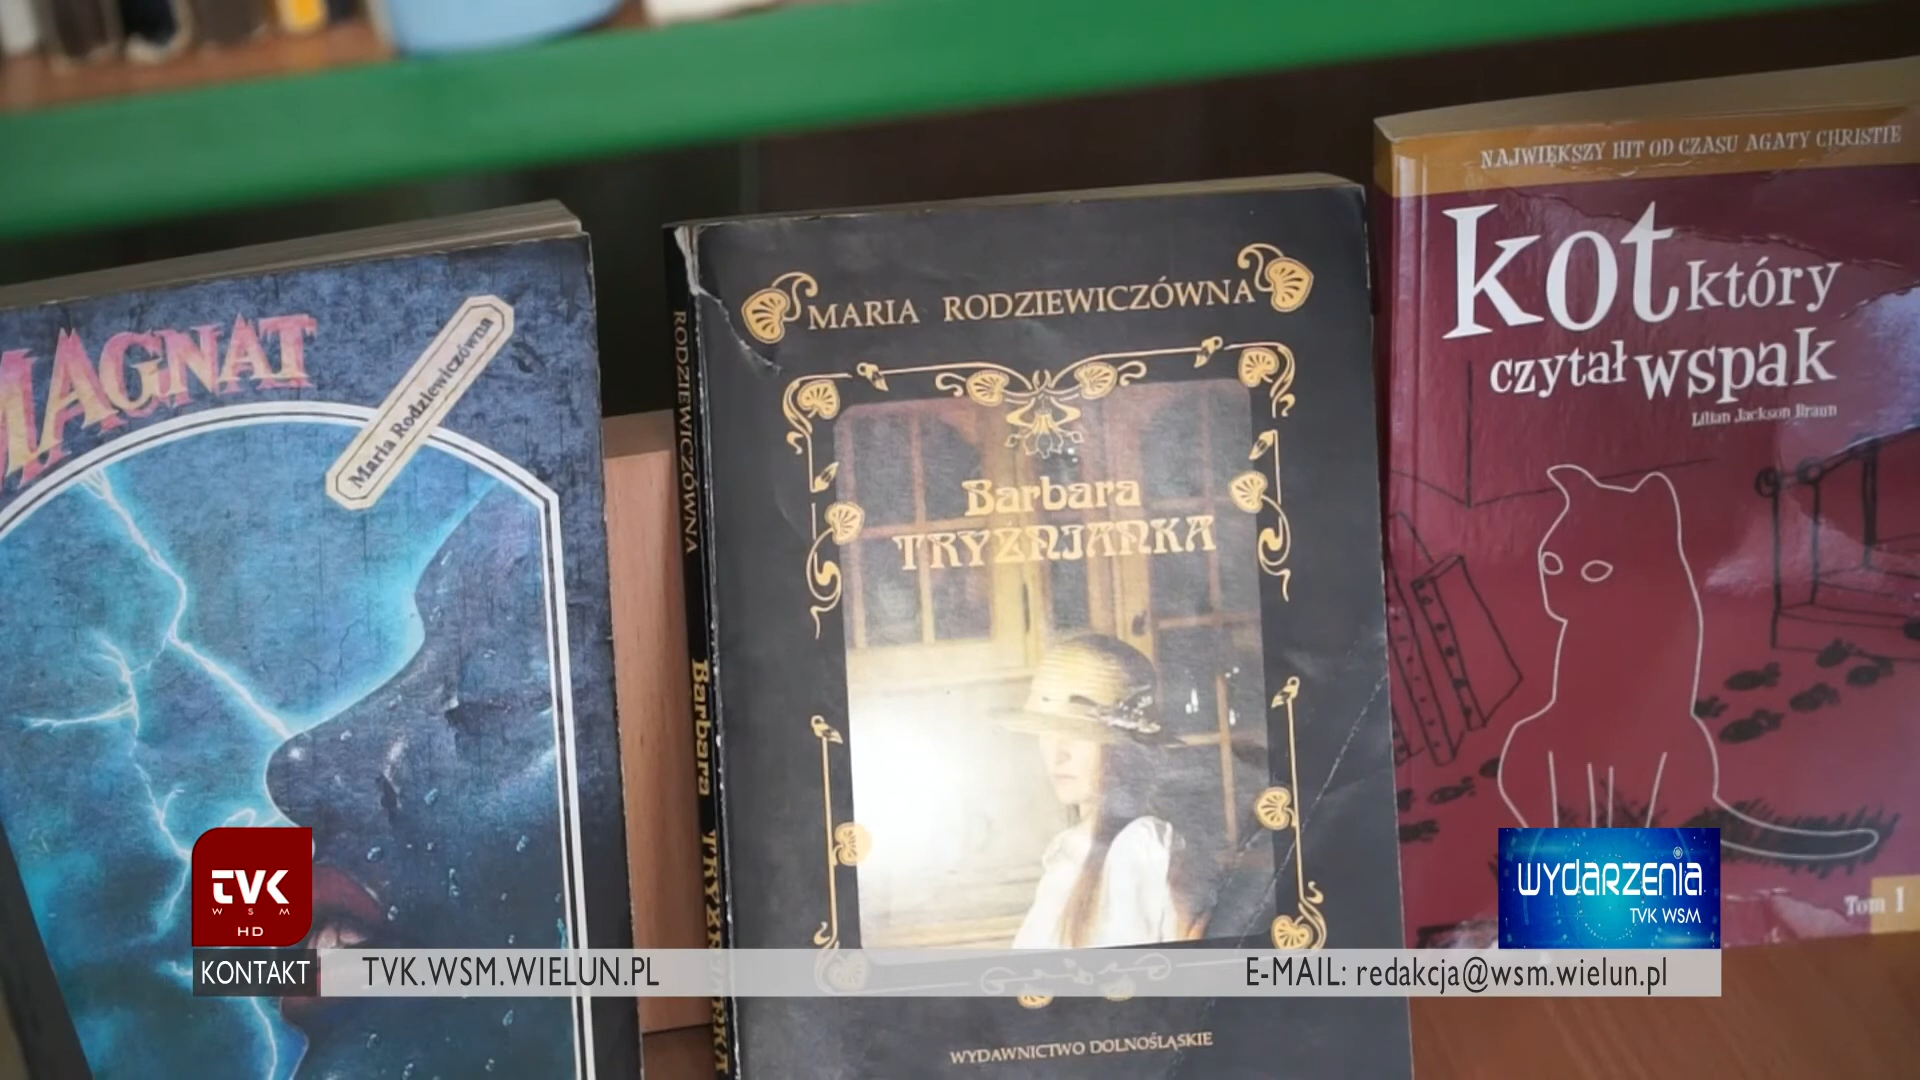 MAGNAT
Maria Rodziewiczówna
RODZIEWICZÓWNA
Barbara
MARIA RODZIEWICZÓWNA
Barbara
TRYZNIANKA
WYDAWNICTWO DOLNOŚLĄSKIE
NAJWIĘKSZY HIT OD CZASU AGATY CHRISTIE
kot który
czytał wspak
Lilian Jackson Braun
Tom 1
TVK
WSM
HD
WYDARZENIA
TVK WSM
KONTAKT
TVK.WSM.WIELUN.PL
E-MAIL: redakcja@wsm.wielun.pl